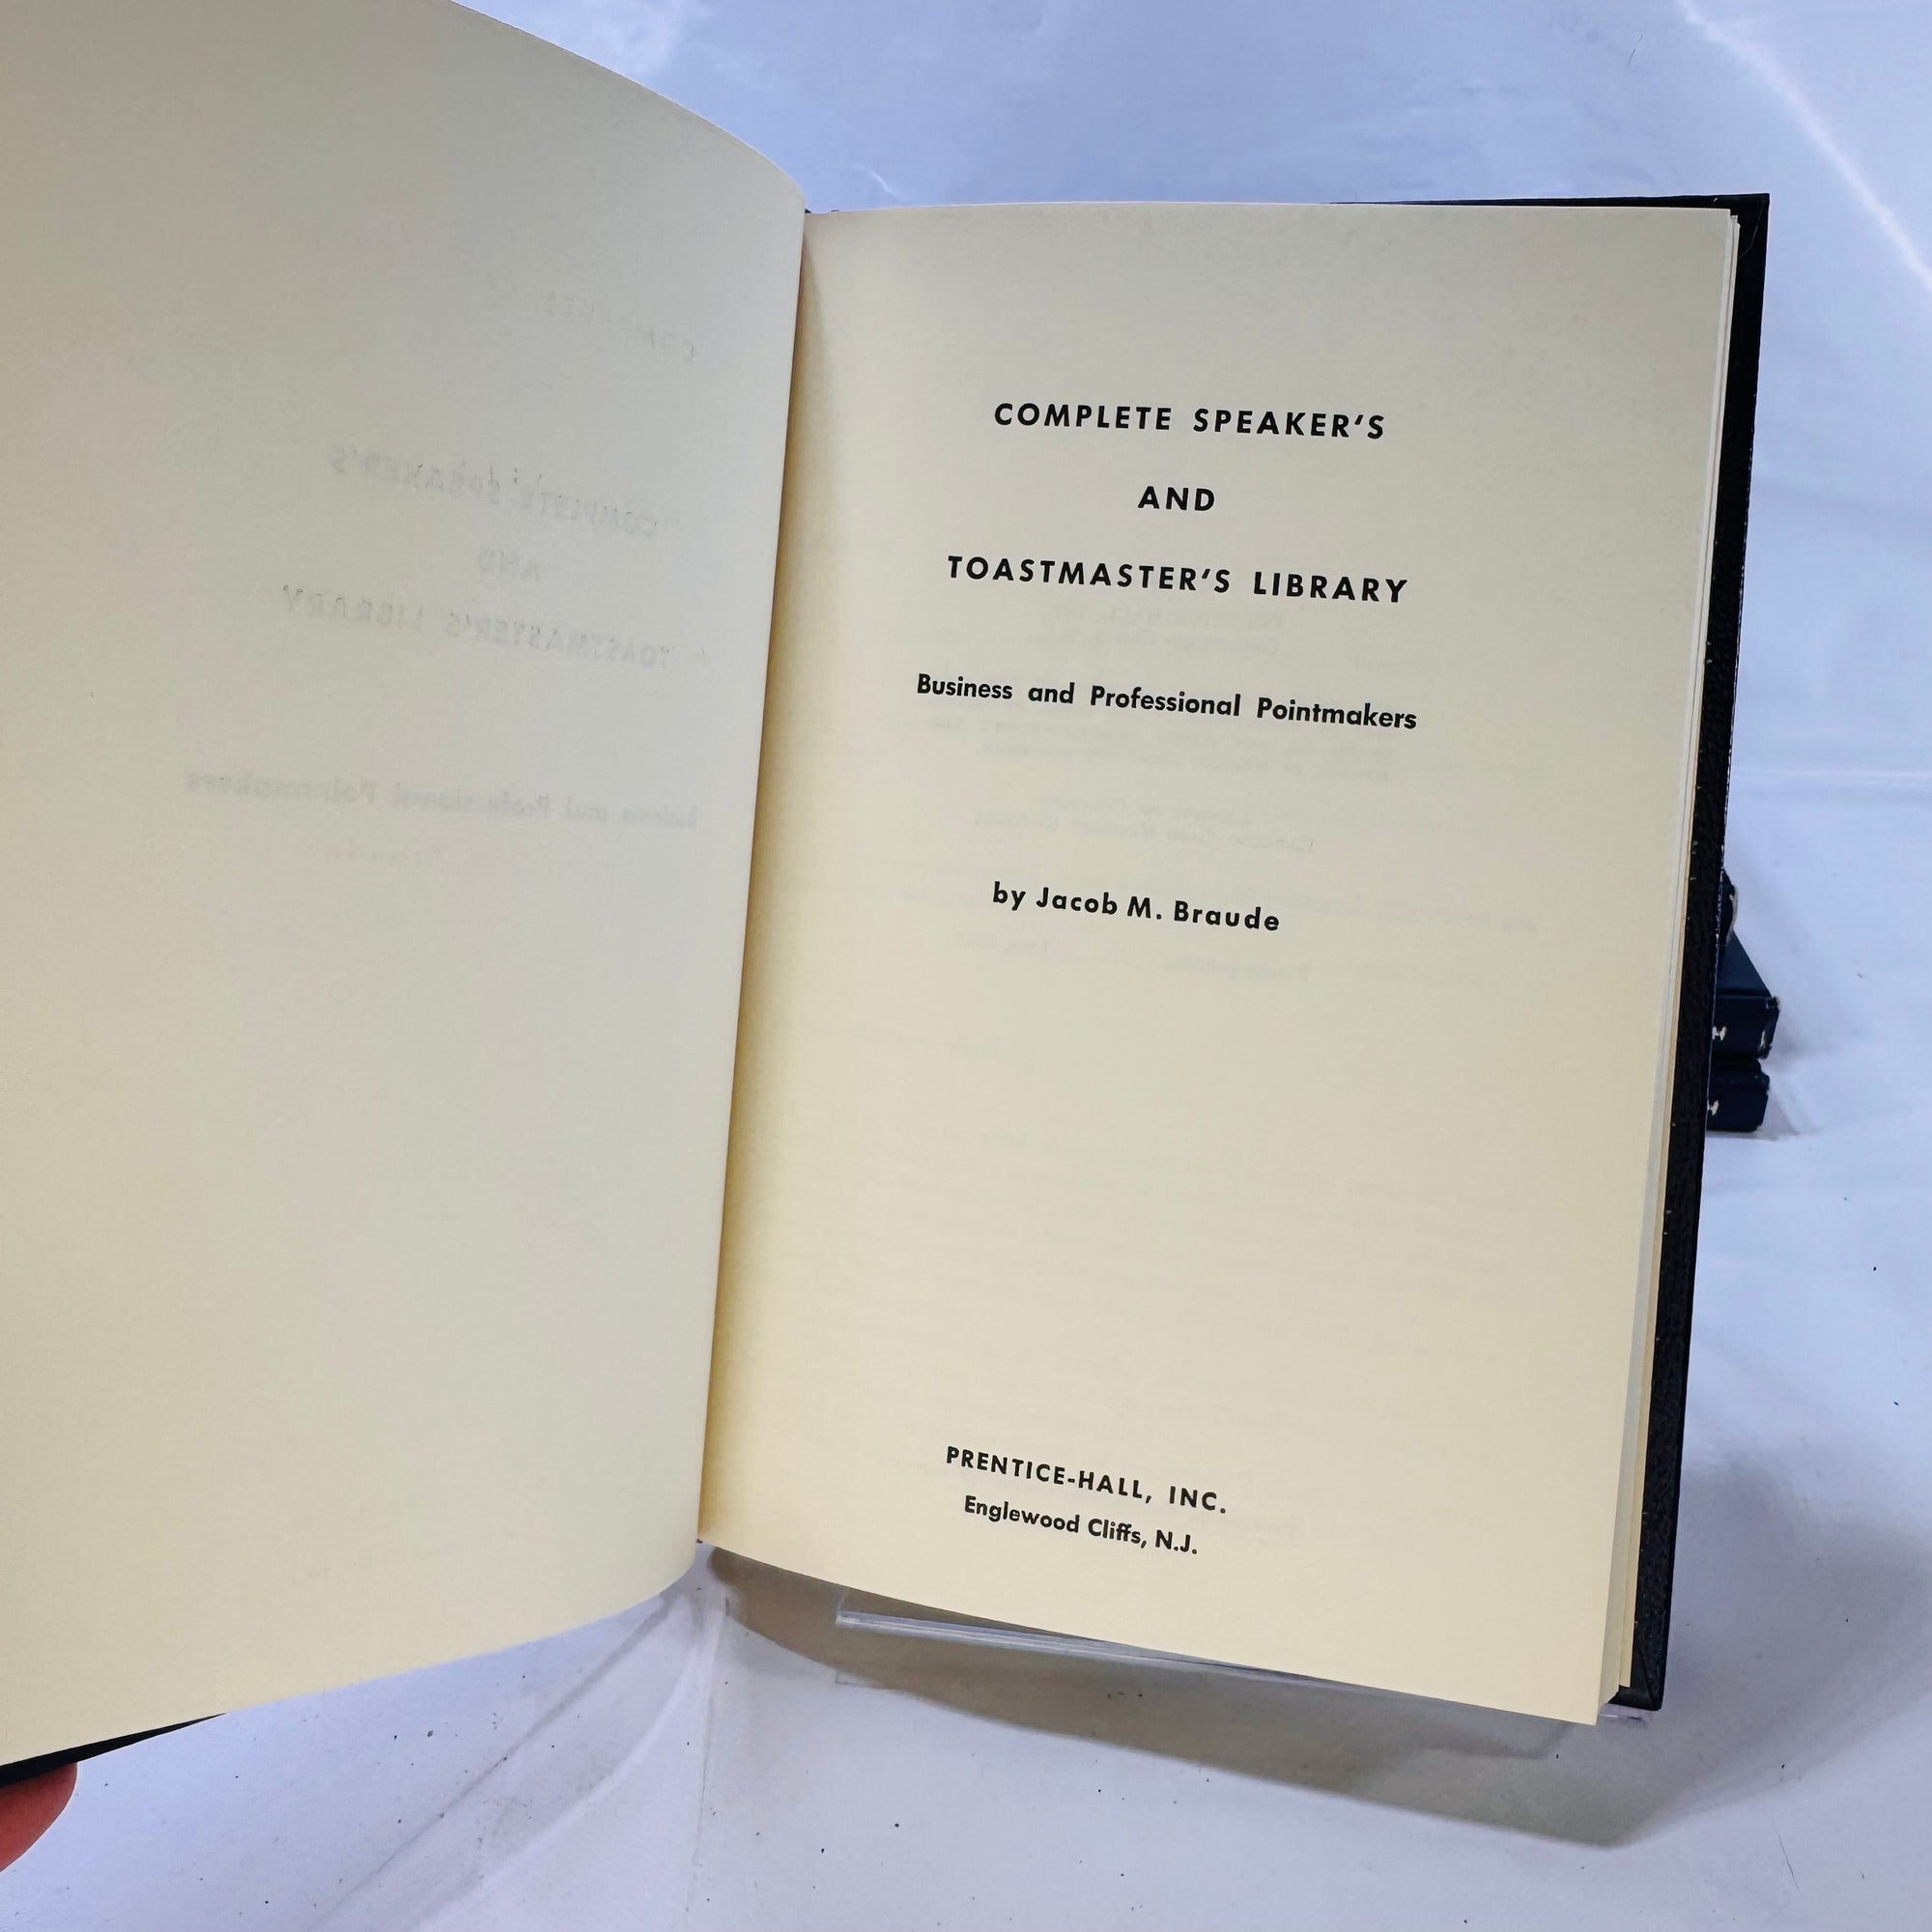 COMPLETE SPEAKER'S
AND
TOASTMASTER'S LIBRARY
Business and Professional Pointmakers
by Jacob M. Braude
PRENTICE-HALL, INC.
Englewood Cliffs, N.J.